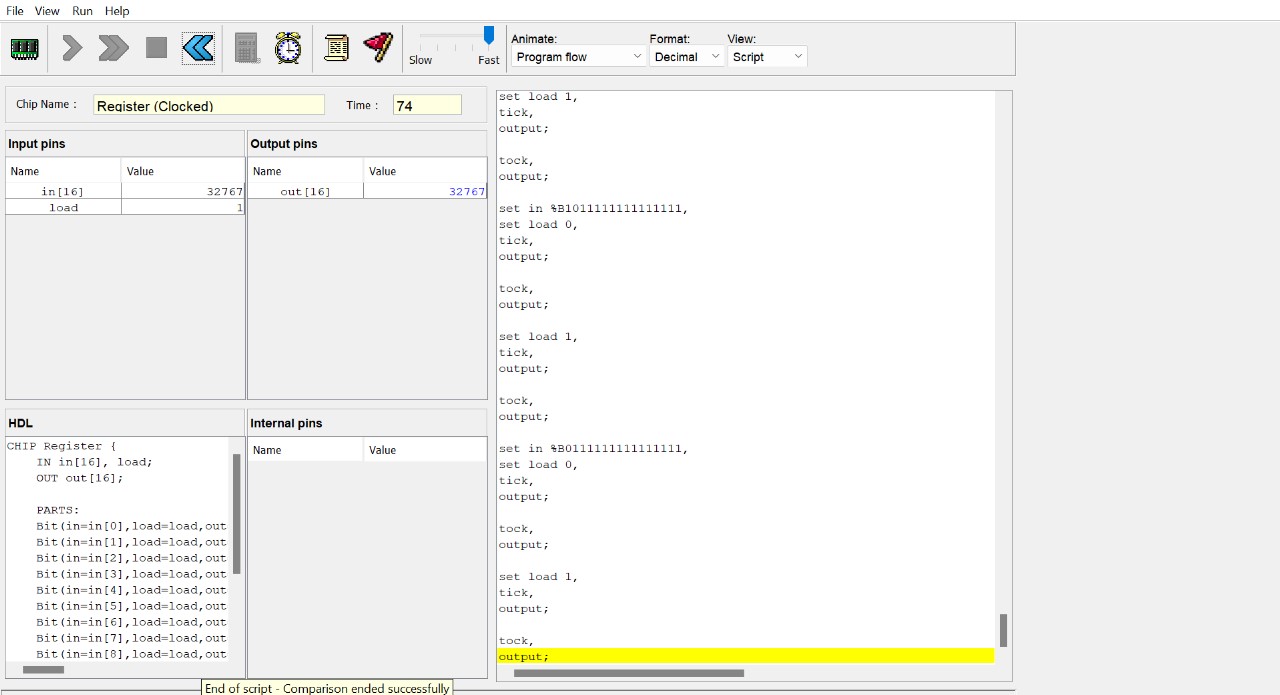 File View Run Help
Slow Fast
Animate: Format: View:
Program flow Decimal Script
Chip Name : Register (Clocked) Time : 74
Input pins
Name Value
in[16] 32767
load 1
Output pins
Name Value
out[16] 32767
HDL
CHIP Register {
IN in[16], load;
OUT out[16];
PARTS:
Bit(in=in[0],load=load,out
Bit(in=in[1],load=load,out
Bit(in=in[2],load=load,out
Bit(in=in[3],load=load,out
Bit(in=in[4],load=load,out
Bit(in=in[5],load=load,out
Bit(in=in[6],load=load,out
Bit(in=in[7],load=load,out
Bit(in=in[8],load=load,out
Internal pins
Name Value
set load 1,
tick,
output;
tock,
output;
set in %B1011111111111111,
set load 0,
tick,
output;
tock,
output;
set load 1,
tick,
output;
tock,
output;
set in %B0111111111111111,
set load 0,
tick,
output;
tock,
output;
set load 1,
tick,
output;
tock,
output;
End of script - Comparison ended successfully